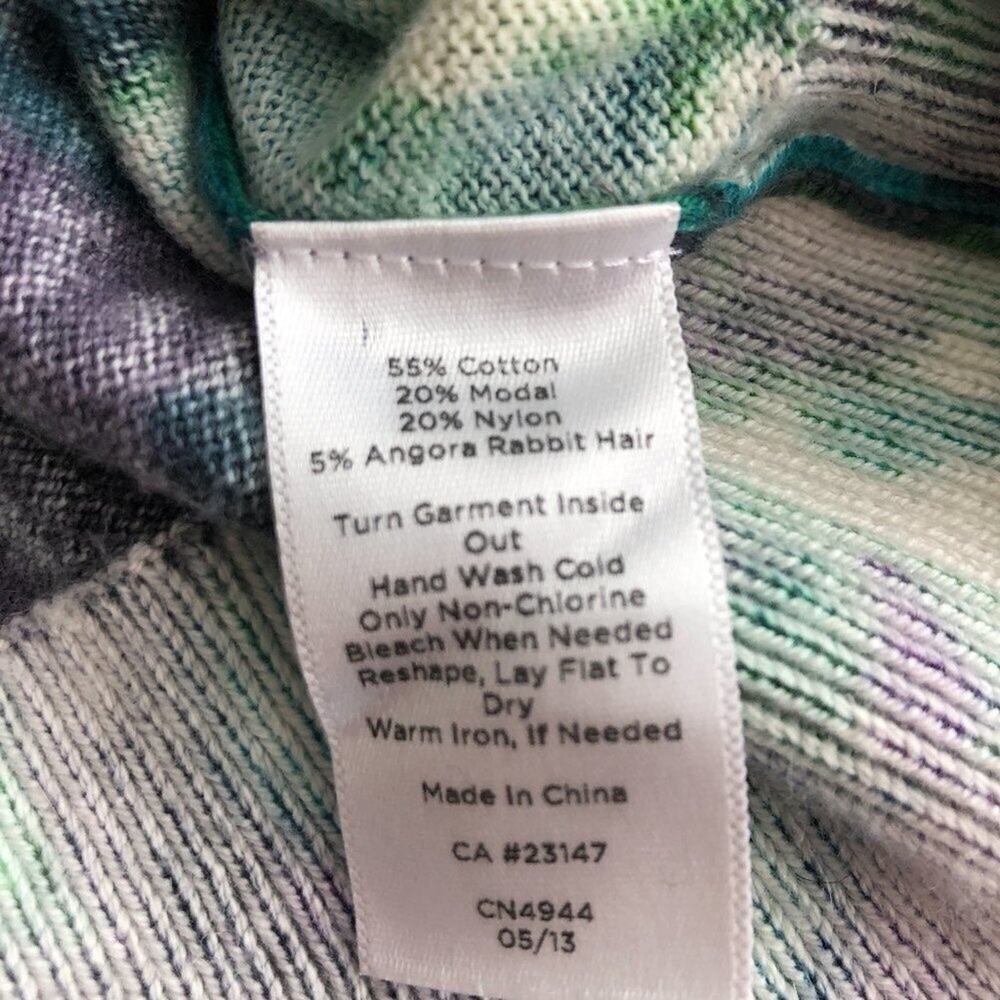 55% Cotton
20% Modal
20% Nylon
5% Angora Rabbit Hair
Turn Garment Inside
Out
Hand Wash Cold
Only Non-Chlorine
Bleach When Needed
Reshape, Lay Flat To
Dry
Warm Iron, If Needed
Made In China
CA #23147
CN4944
05/13